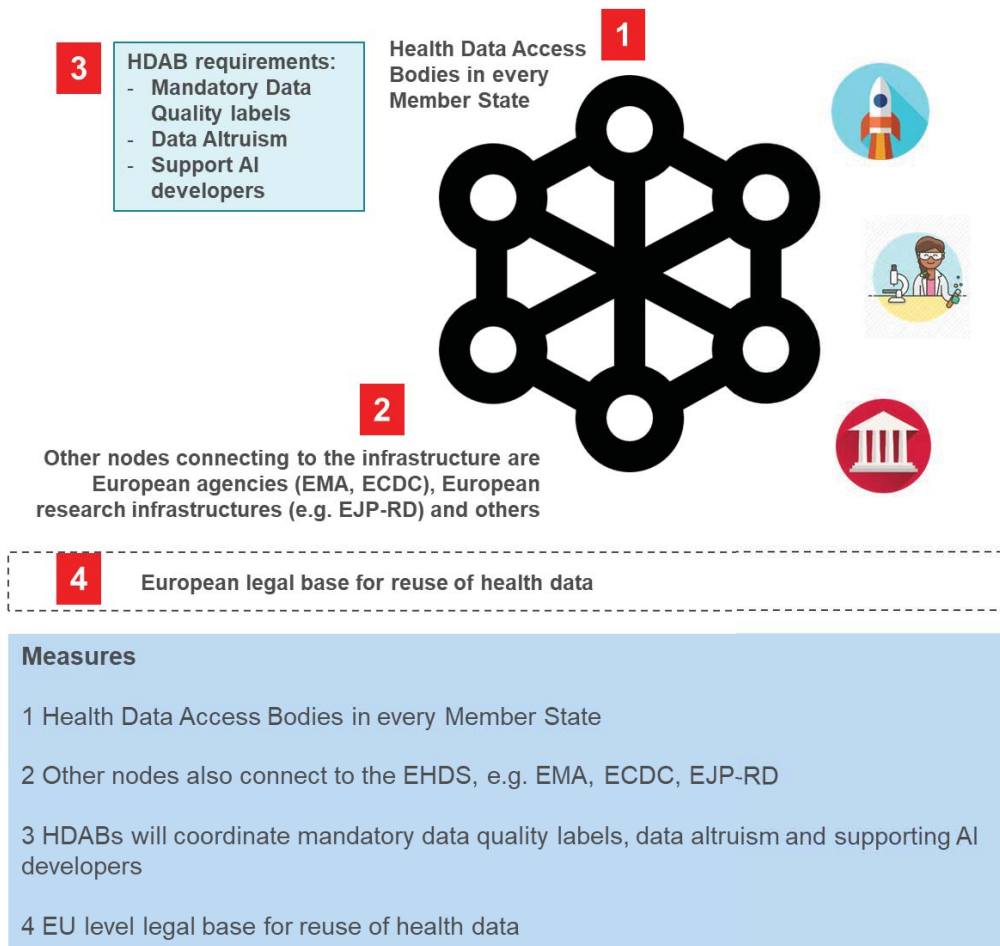 3
HDAB requirements:
- Mandatory Data
Quality labels
- Data Altruism
- Support AI
developers
1
Health Data Access
Bodies in every
Member State
2
Other nodes connecting to the infrastructure are
European agencies (EMA, ECDC), European
research infrastructures (e.g. EJP-RD) and others
4
European legal base for reuse of health data
Measures
1 Health Data Access Bodies in every Member State
2 Other nodes also connect to the EHDS, e.g. EMA, ECDC, EJP-RD
3 HDABs will coordinate mandatory data quality labels, data altruism and supporting AI
developers
4 EU level legal base for reuse of health data